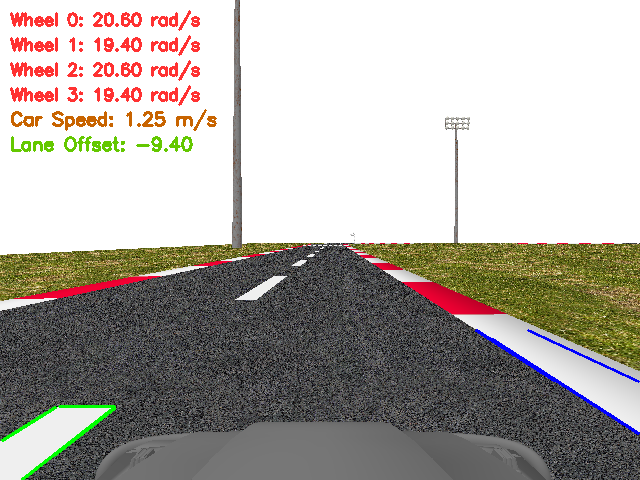 Wheel 0: 20.60 rad/s
Wheel 1: 19.40 rad/s
Wheel 2: 20.60 rad/s
Wheel 3: 19.40 rad/s
Car Speed: 1.25 m/s
Lane Offset: -9.40